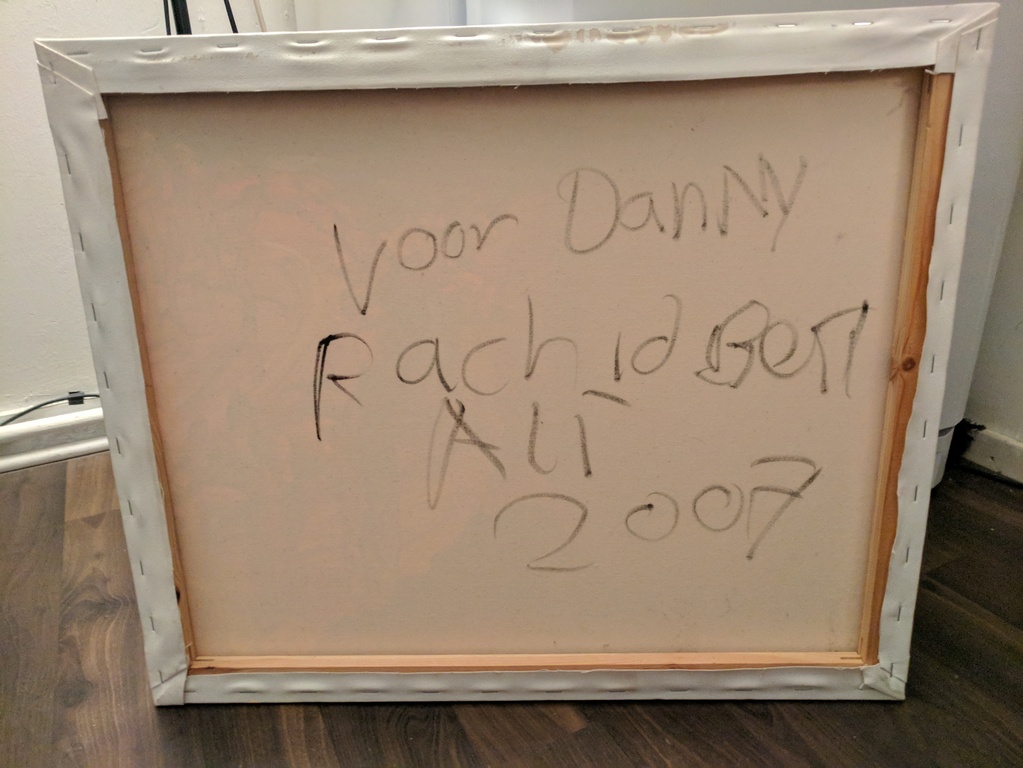 Voor Danny
Rachid Ben
Ali
2007